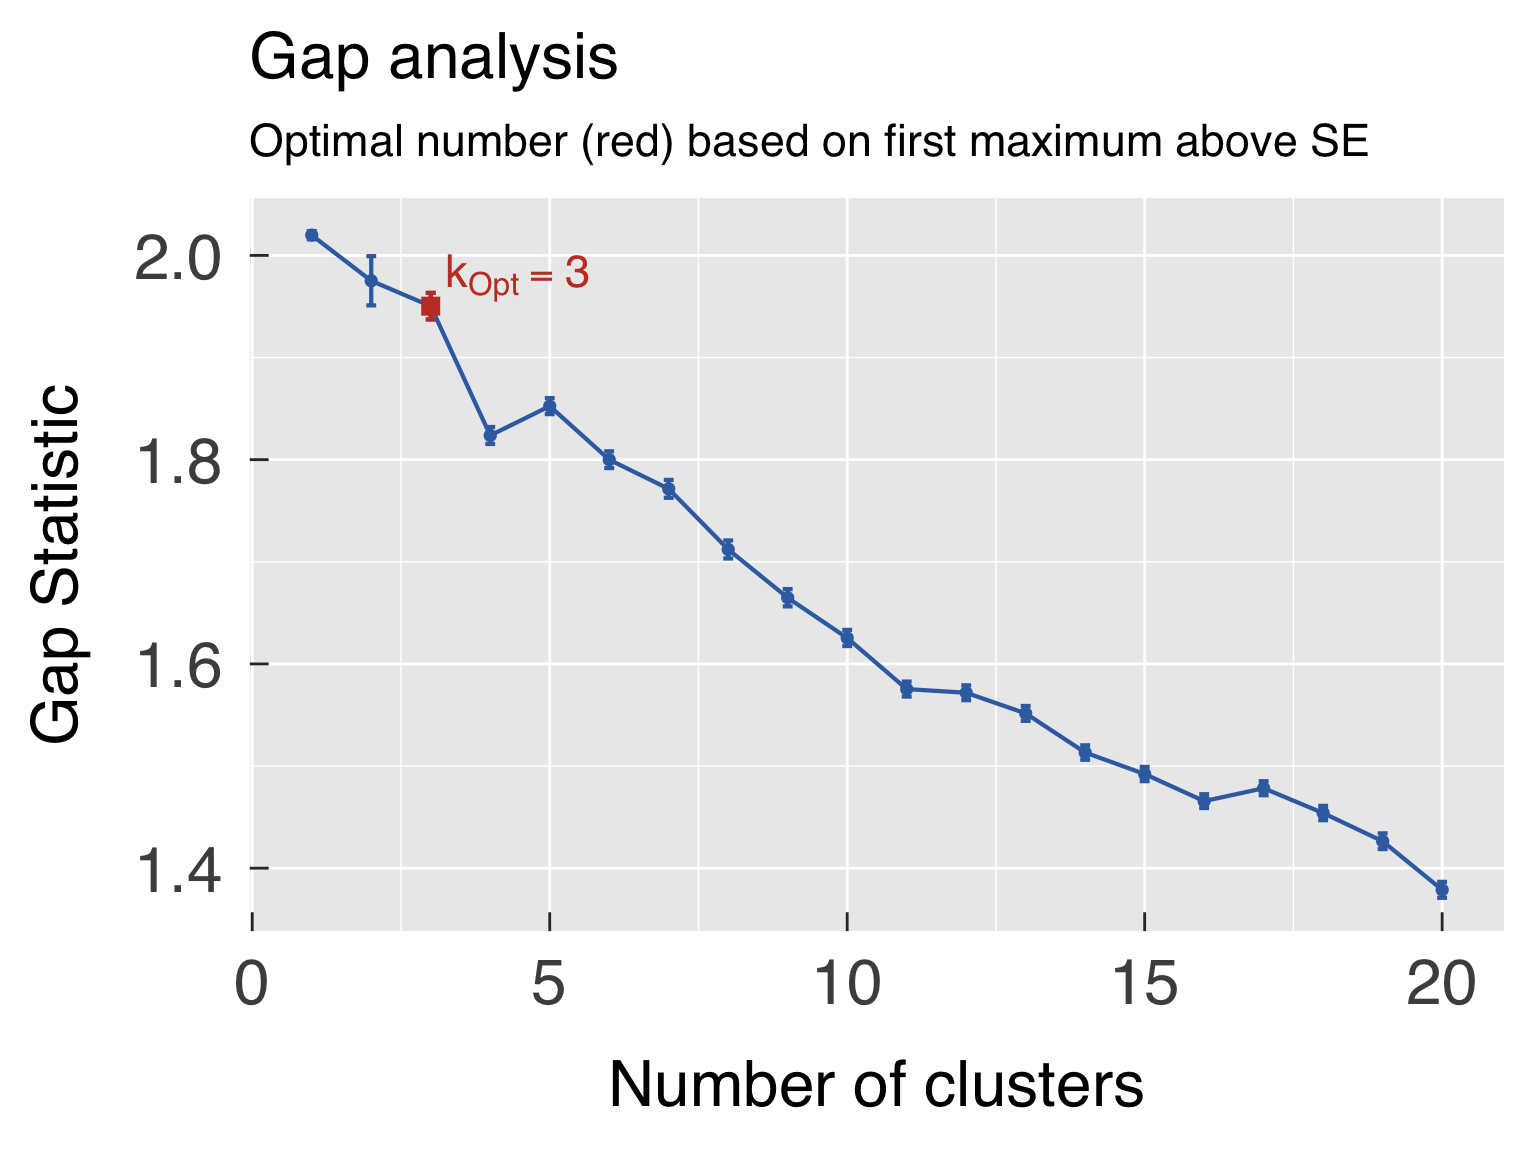 Gap analysis
Optimal number (red) based on first maximum above SE
kOpt = 3
Gap Statistic
2.0
1.8
1.6
1.4
0 5 10 15 20
Number of clusters